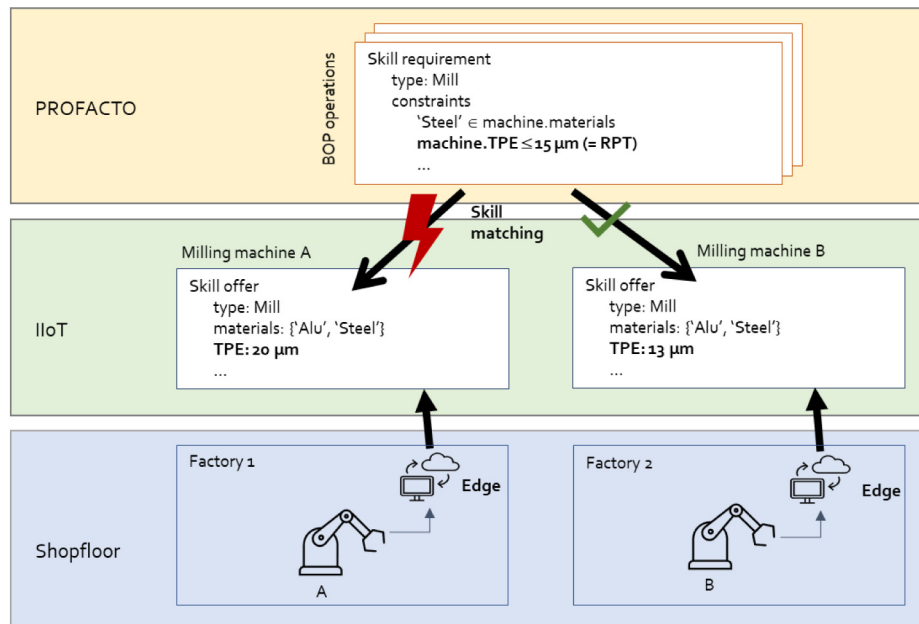 PROFACTO
BOP operations
Skill requirement
type: Mill
constraints
‘Steel’ ∈ machine.materials
machine.TPE ≤ 15 µm (= RPT)
...
Skill
matching
IIoT
Milling machine A
Skill offer
type: Mill
materials: {‘Alu’, ‘Steel’}
TPE: 20 µm
...
Milling machine B
Skill offer
type: Mill
materials: {‘Alu’, ‘Steel’}
TPE: 13 µm
...
Shopfloor
Factory 1
Edge
A
Factory 2
Edge
B